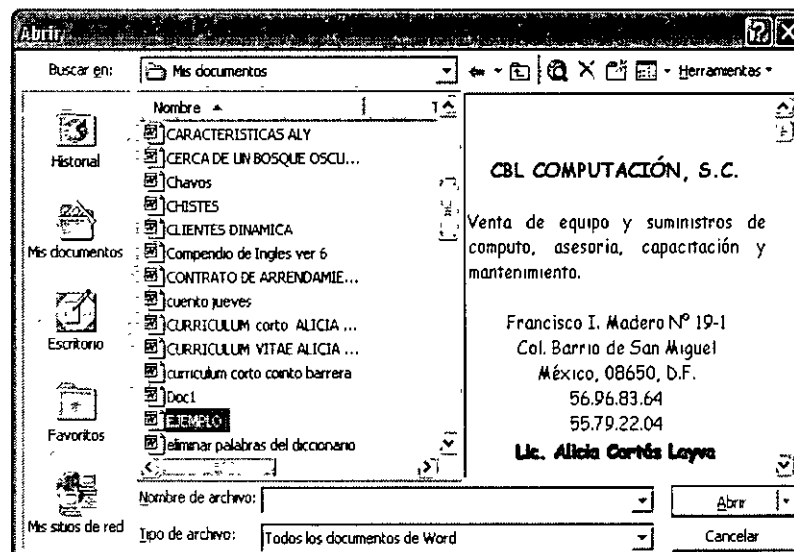 Abrir
Buscar en: Mis documentos Herramientas
Nombre
CARACTERISTICAS ALY
CERCA DE UN BOSQUE OSCU...
Chavos
CHISTES
CLIENTES DINAMICA
Compendio de Ingles ver 6
CONTRATO DE ARRENDAMIE...
cuento jueves
CURRICULUM corto ALICIA ...
CURRICULUM VITAE ALICIA ...
curriculum corto cointo barrera
Doc1
EJEMPLO
eliminar palabras del diccionario
Historial
Mis documentos
Escritorio
Favoritos
Mis sitios de red
CBL COMPUTACIÓN, S.C.
Venta de equipo y suministros de
computo, asesoria, capacitación y
mantenimiento.
Francisco I. Madero Nº 19-1
Col. Barrio de San Miguel
México, 08650, D.F.
56.96.83.64
55.79.22.04
Lic. Alicia Cortés Layva
Nombre de archivo:
Abrir
Tipo de archivo: Todos los documentos de Word
Cancelar